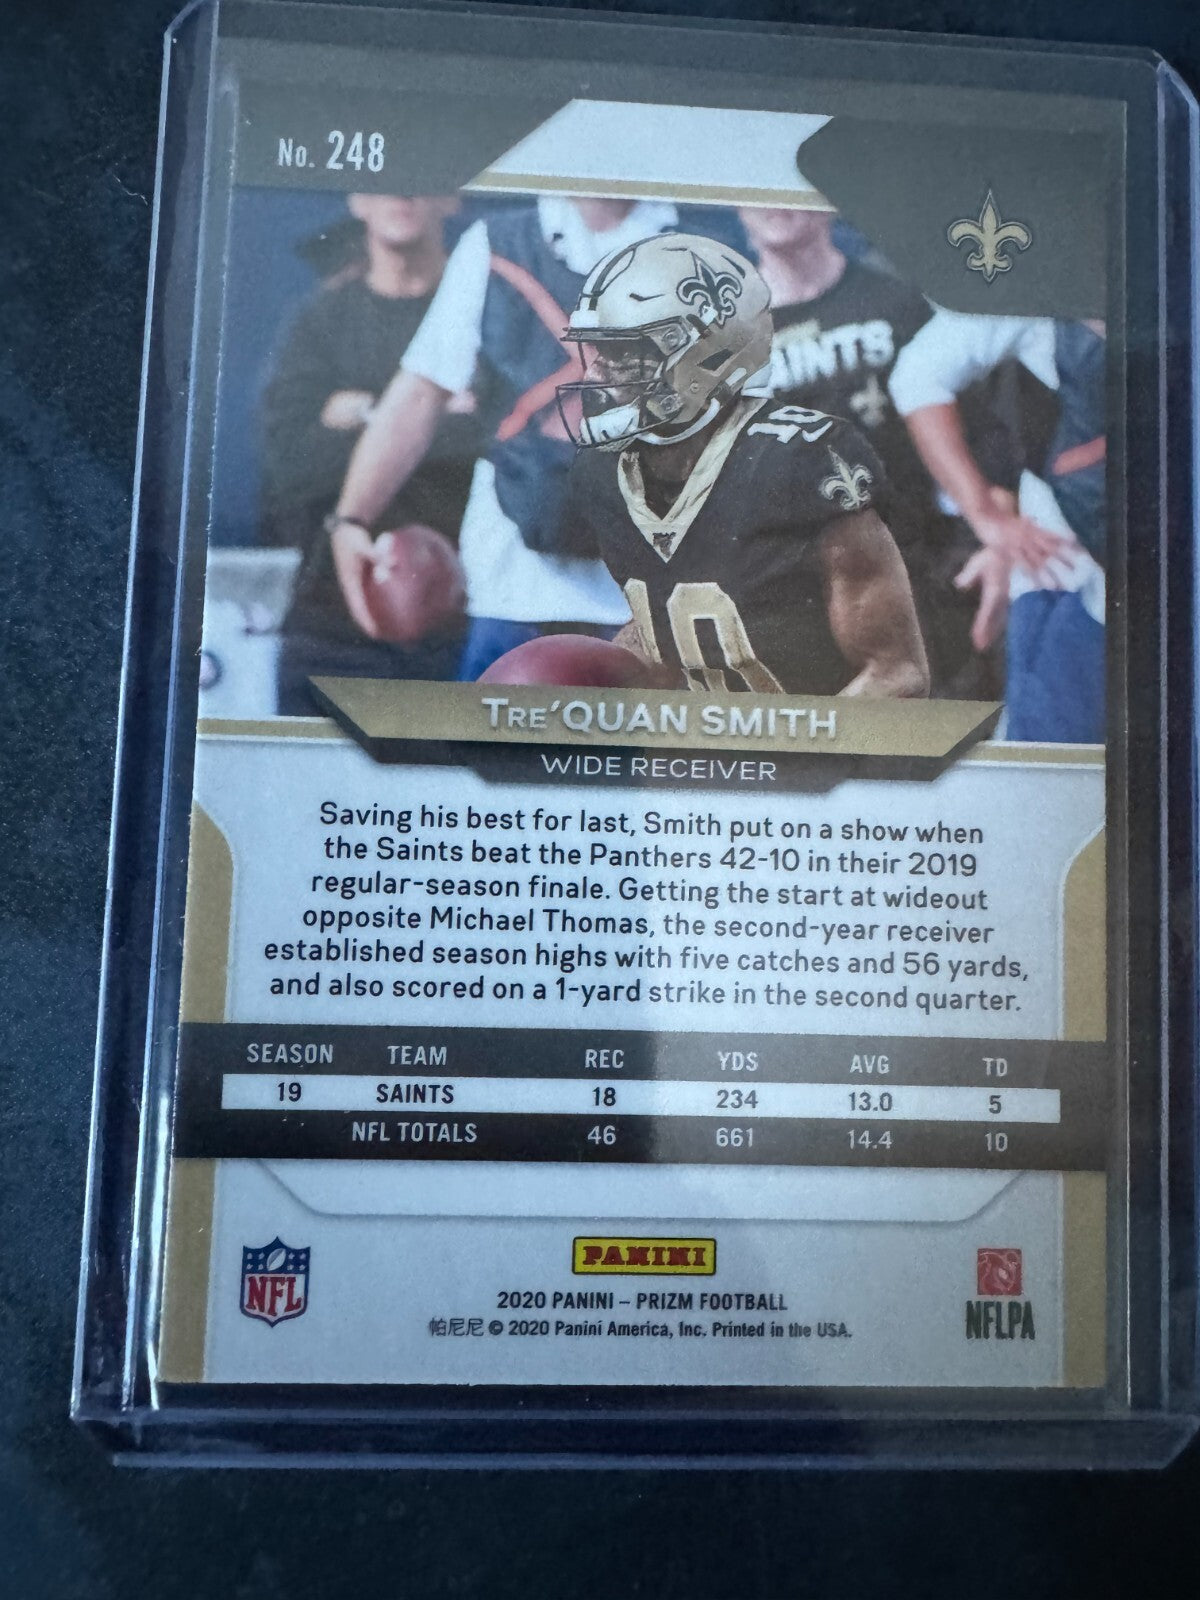 No. 248
SAINTS
10
10
TRE'QUAN SMITH
WIDE RECEIVER
Saving his best for last, Smith put on a show when
the Saints beat the Panthers 42-10 in their 2019
regular-season finale. Getting the start at wideout
opposite Michael Thomas, the second-year receiver
established season highs with five catches and 56 yards,
and also scored on a 1-yard strike in the second quarter.
SEASON TEAM REC YDS AVG TD
19 SAINTS 18 234 13.0 5
NFL TOTALS 46 661 14.4 10
NFL
PANINI
NFLPA
2020 PANINI – PRIZM FOOTBALL
帕尼尼 © 2020 Panini America, Inc. Printed in the USA.